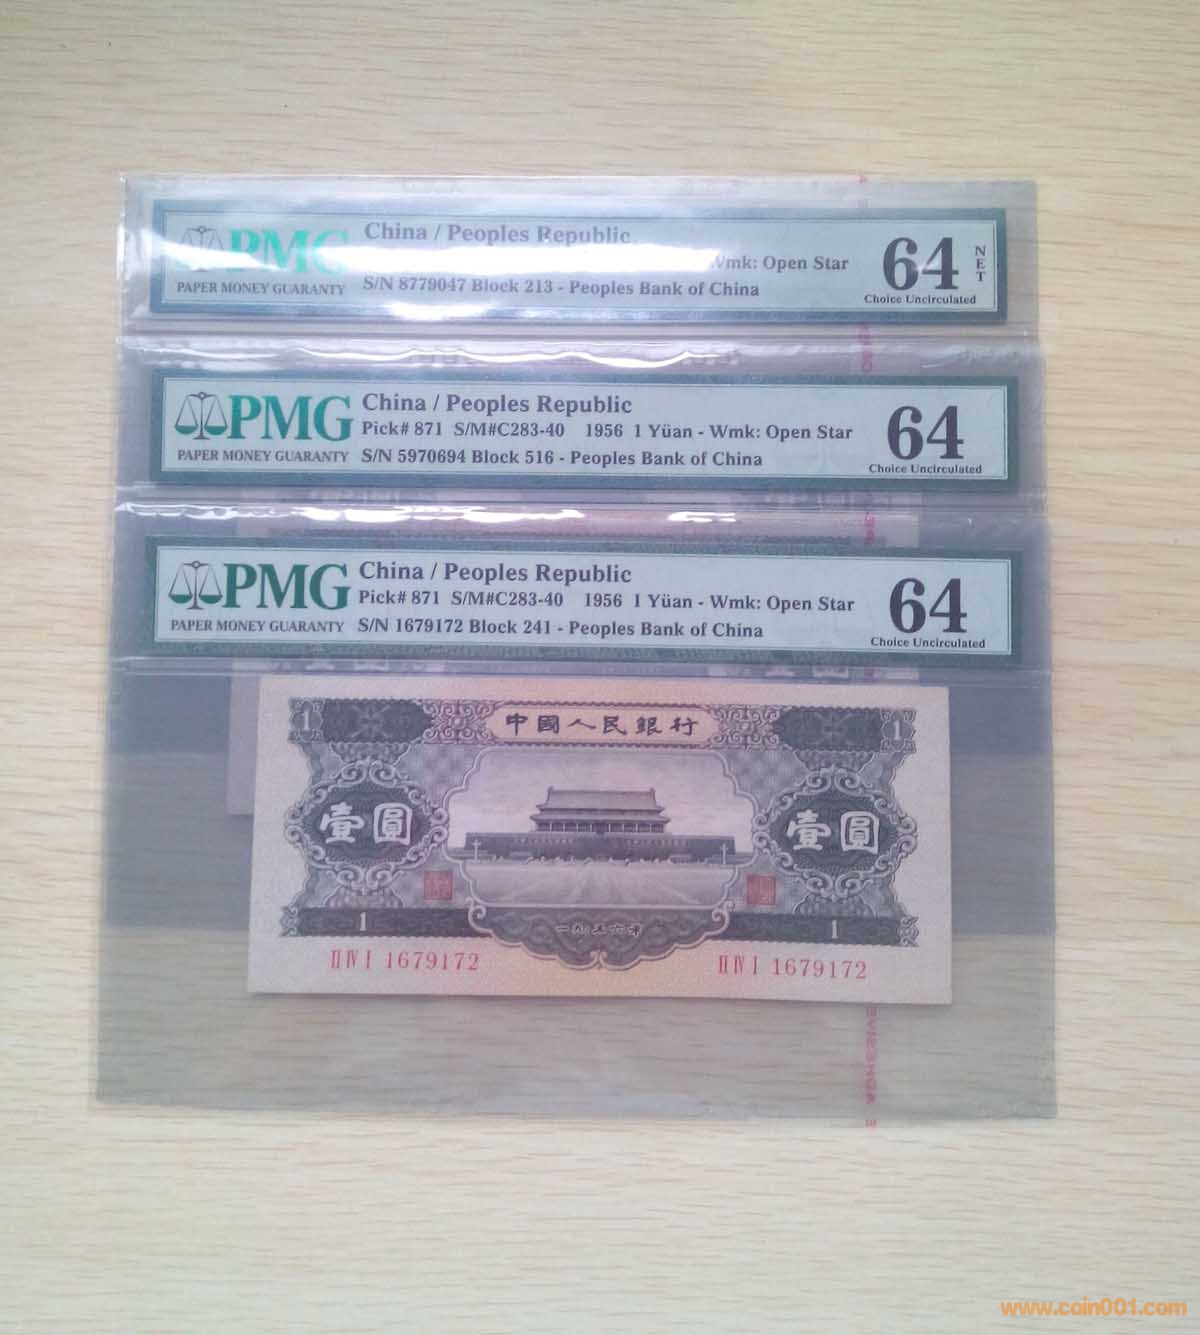 PMG
PAPER MONEY GUARANTY
China / Peoples Republic
Wmk: Open Star
S/N 8779047 Block 213 - Peoples Bank of China
64
NET
Choice Uncirculated
PMG
PAPER MONEY GUARANTY
China / Peoples Republic
Pick# 871 S/M#C283-40 1956 1 Yüan - Wmk: Open Star
S/N 5970694 Block 516 - Peoples Bank of China
64
Choice Uncirculated
PMG
PAPER MONEY GUARANTY
China / Peoples Republic
Pick# 871 S/M#C283-40 1956 1 Yüan - Wmk: Open Star
S/N 1679172 Block 241 - Peoples Bank of China
64
Choice Uncirculated
1 中國人民銀行 1
壹圓 壹圓
1 一九五六年 1
ⅡⅣⅠ 1679172 ⅡⅣⅠ 1679172
www.coin001.com